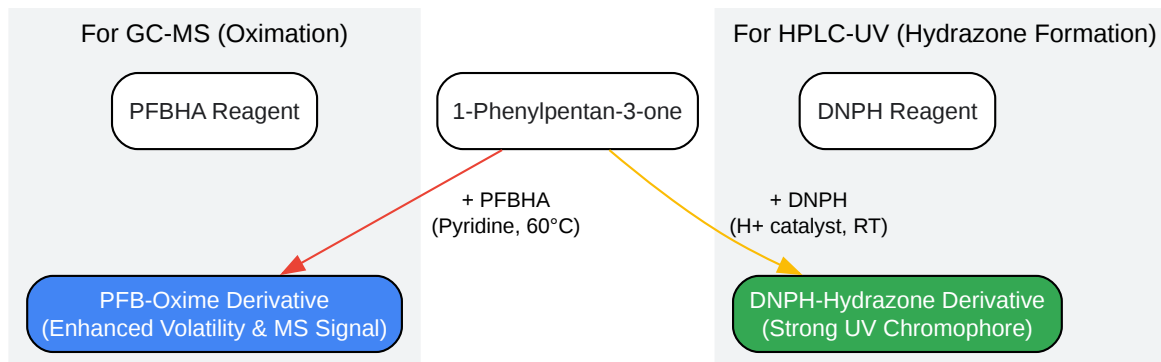 For GC-MS (Oximation)
For HPLC-UV (Hydrazone Formation)
PFBHA Reagent
1-Phenylpentan-3-one
DNPH Reagent
+ PFBHA
(Pyridine, 60°C)
+ DNPH
(H+ catalyst, RT)
PFB-Oxime Derivative
(Enhanced Volatility & MS Signal)
DNPH-Hydrazone Derivative
(Strong UV Chromophore)